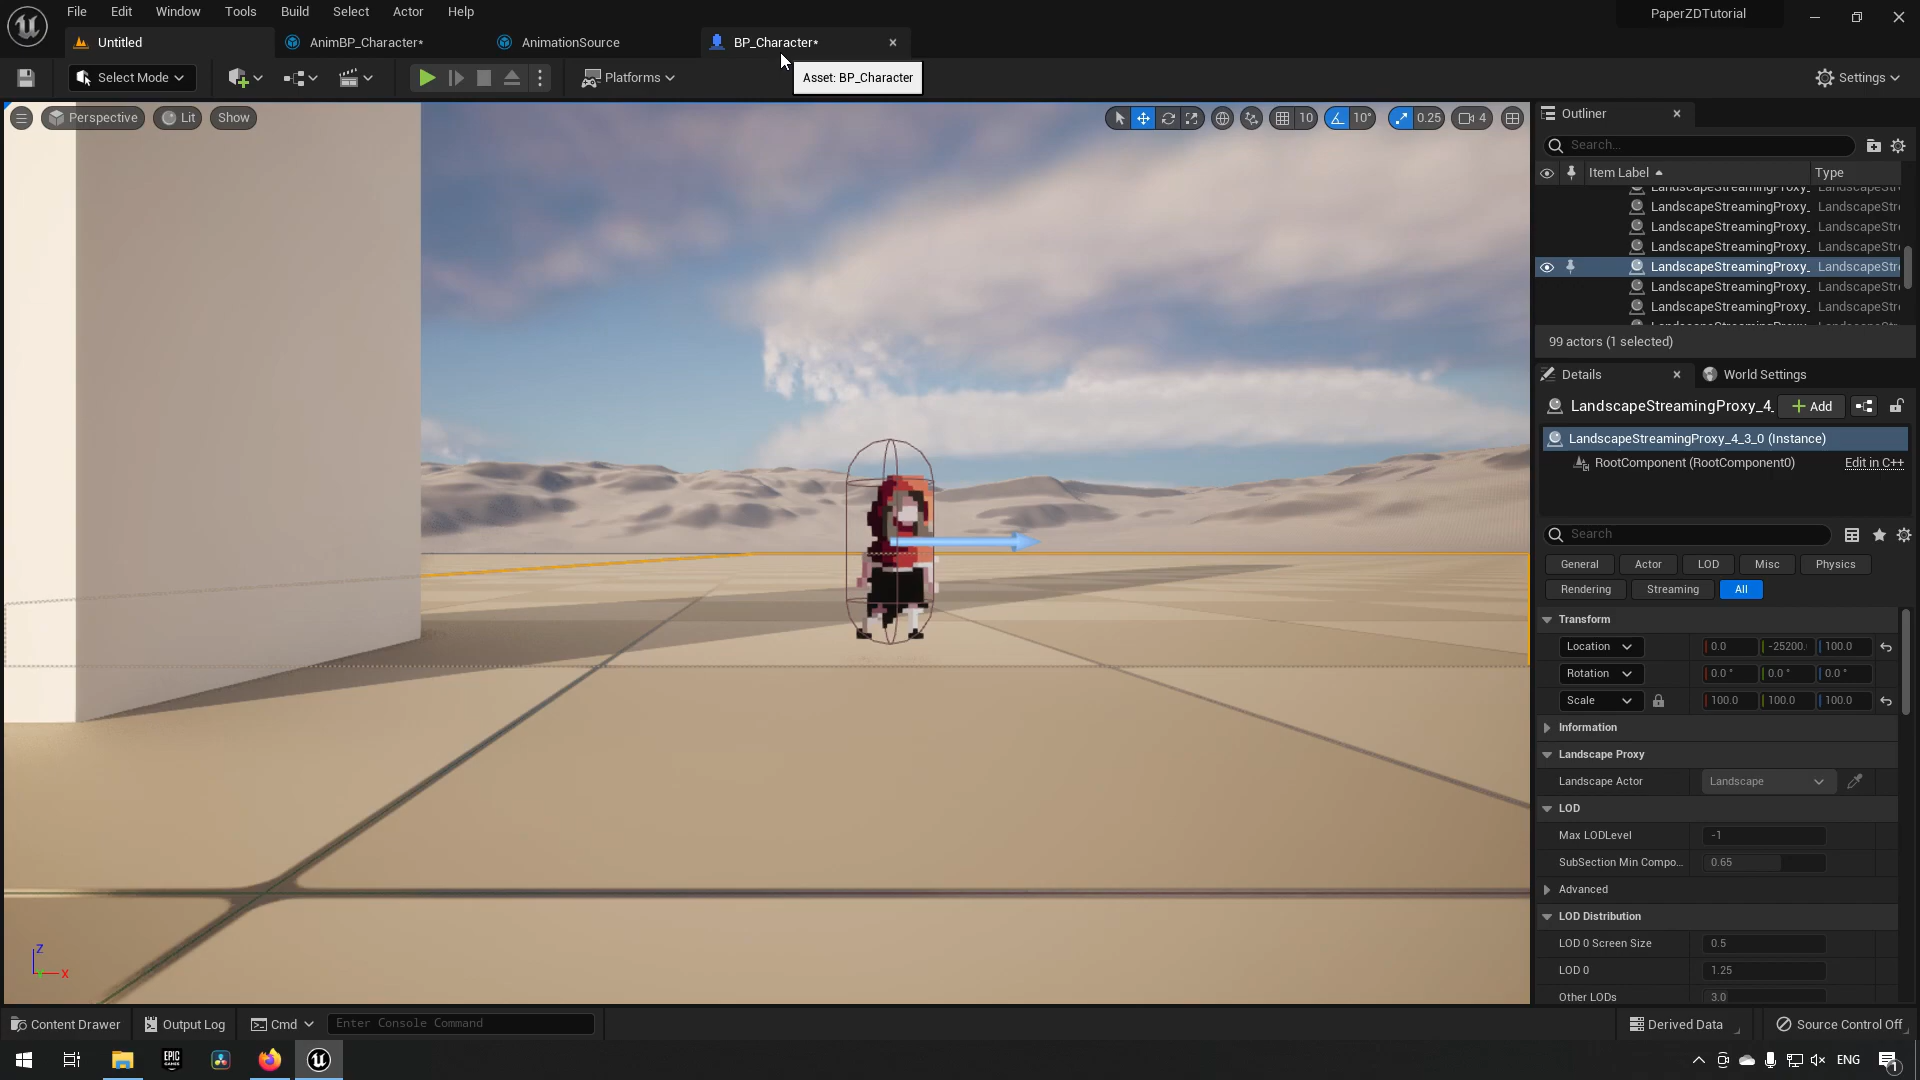 File Edit Window Tools Build Select Actor Help
PaperZDTutorial
Untitled AnimBP_Character* AnimationSource BP_Character*
Select Mode Platforms Settings
Asset: BP_Character
Perspective Lit Show 10 10° 0.25 4
Outliner
Search...
Item Label Type
LandscapeStreamingProxy_ LandscapeStre
LandscapeStreamingProxy_ LandscapeStre
LandscapeStreamingProxy_ LandscapeStre
LandscapeStreamingProxy_ LandscapeStre
LandscapeStreamingProxy_ LandscapeStre
LandscapeStreamingProxy_ LandscapeStre
LandscapeStreamingProxy_ LandscapeStre
99 actors (1 selected)
Details World Settings
LandscapeStreamingProxy_4_ Add
LandscapeStreamingProxy_4_3_0 (Instance)
RootComponent (RootComponent0) Edit in C++
Search
General Actor LOD Misc Physics
Rendering Streaming All
Transform
Location 0.0 -25200. 100.0
Rotation 0.0 ° 0.0 ° 0.0 °
Scale 100.0 100.0 100.0
Information
Landscape Proxy
Landscape Actor Landscape
LOD
Max LODLevel -1
SubSection Min Compo... 0.65
Advanced
LOD Distribution
LOD 0 Screen Size 0.5
LOD 0 1.25
Other LODs 3.0
Z
X
Content Drawer Output Log Cmd Enter Console Command Derived Data Source Control Off
EPIC GAMES ENG 1